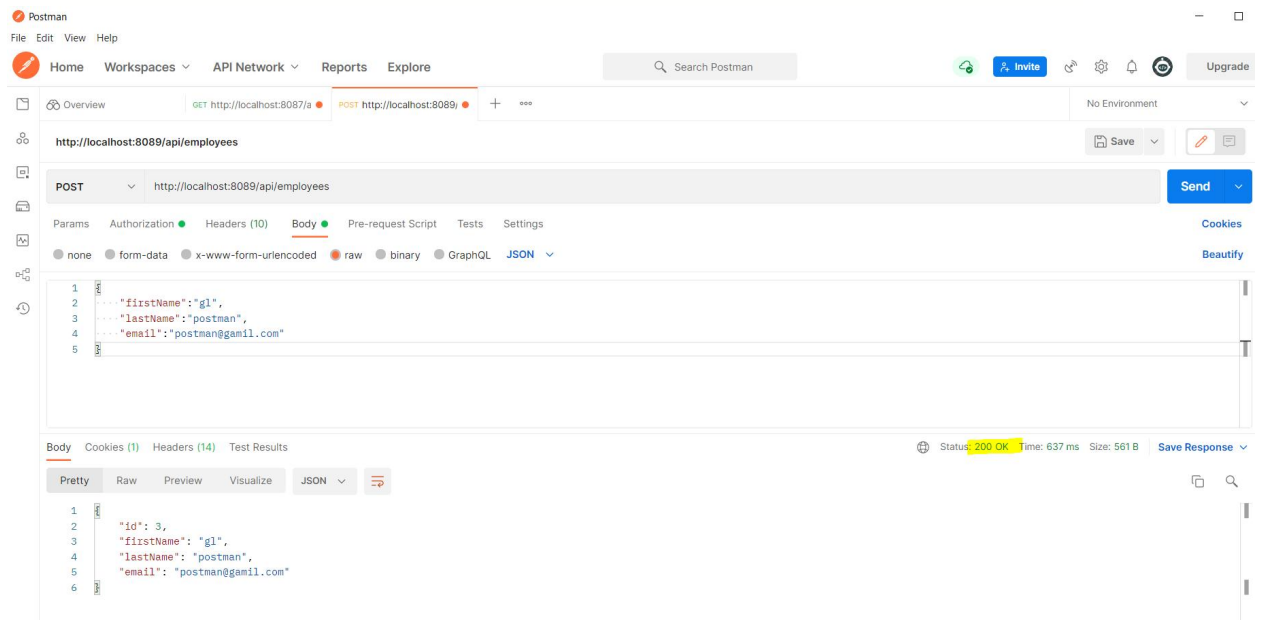 Postman
File Edit View Help
Home Workspaces API Network Reports Explore Search Postman Invite Upgrade
Overview GET http://localhost:8087/a POST http://localhost:8089/ No Environment
http://localhost:8089/api/employees Save
POST http://localhost:8089/api/employees Send
Params Authorization Headers (10) Body Pre-request Script Tests Settings Cookies
none form-data x-www-form-urlencoded raw binary GraphQL JSON Beautify
1 {
2 "firstName":"gl",
3 "lastName":"postman",
4 "email":"postman@gamil.com"
5 }
Body Cookies (1) Headers (14) Test Results Status: 200 OK Time: 637 ms Size: 561 B Save Response
Pretty Raw Preview Visualize JSON
1 {
2 "id": 3,
3 "firstName": "gl",
4 "lastName": "postman",
5 "email": "postman@gamil.com"
6 }